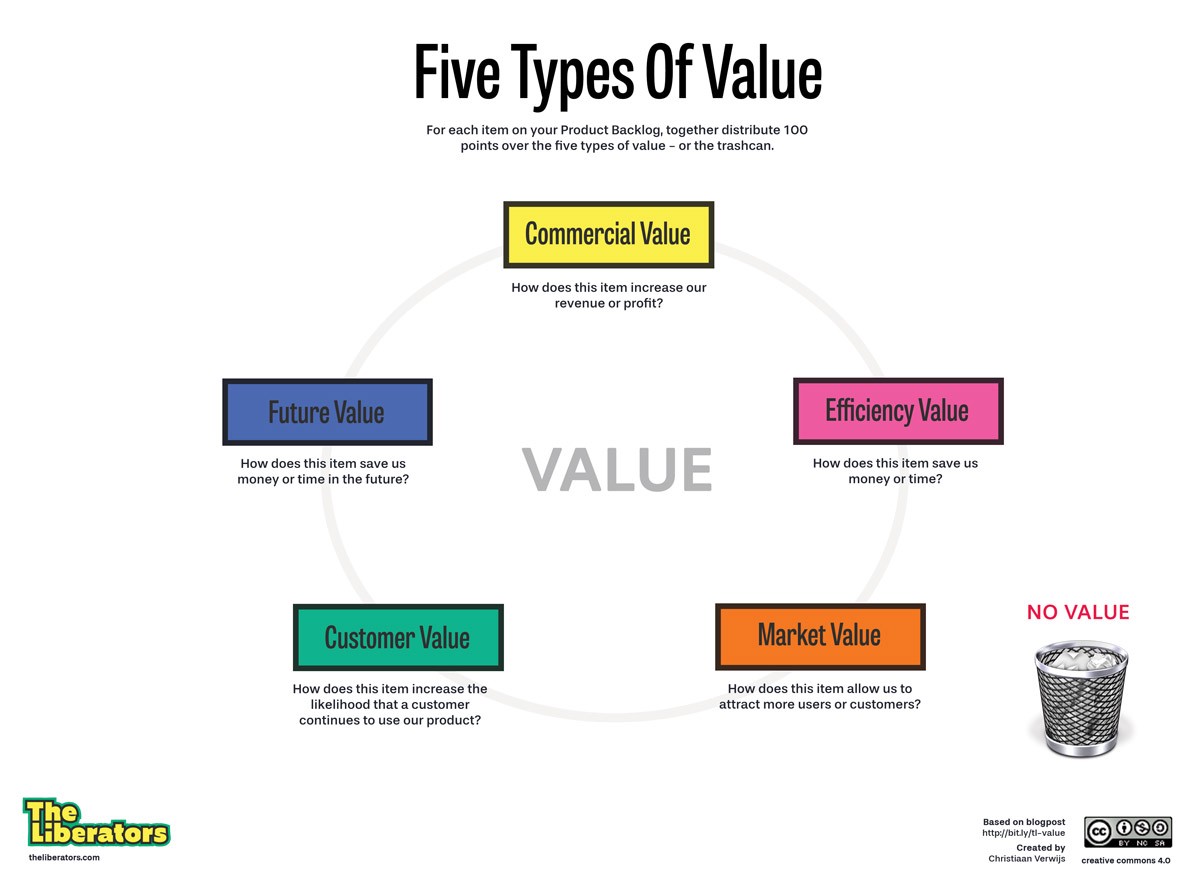 Five Types Of Value
For each item on your Product Backlog, together distribute 100
points over the five types of value – or the trashcan.
Commercial Value
How does this item increase our
revenue or profit?
Future Value
How does this item save us
money or time in the future?
Efficiency Value
How does this item save us
money or time?
VALUE
Customer Value
How does this item increase the
likelihood that a customer
continues to use our product?
Market Value
How does this item allow us to
attract more users or customers?
NO VALUE
The
Liberators
theliberators.com
Based on blogpost
http://bit.ly/tl-value
Created by
Christiaan Verwijs
cc
BY NC SA
creative commons 4.0